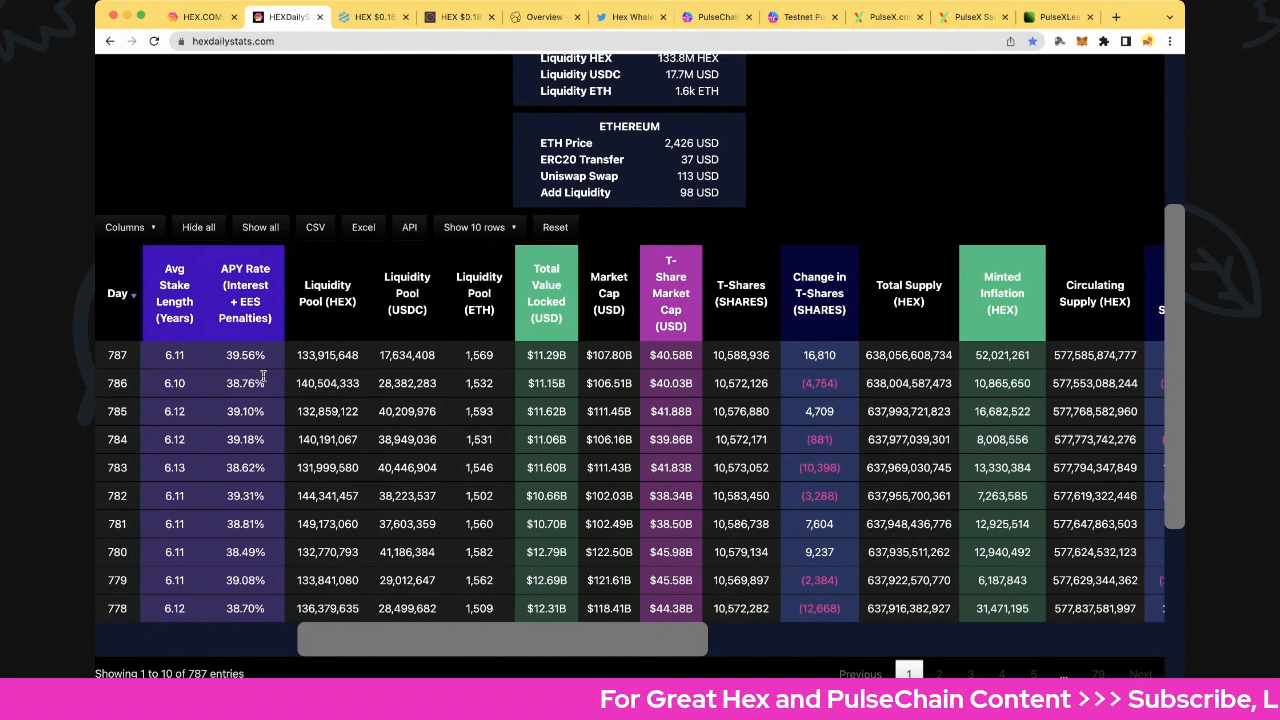 HEX.COM
HEXDailyS
HEX $0.18
HEX $0.18
Overview -
Hex Whale
PulseChai
Testnet Pu
PulseX.co
PulseX Sa
PulseXLea
hexdailystats.com
Liquidity HEX 133.8M HEX
Liquidity USDC 17.7M USD
Liquidity ETH 1.6k ETH
ETHEREUM
ETH Price 2,426 USD
ERC20 Transfer 37 USD
Uniswap Swap 113 USD
Add Liquidity 98 USD
Columns Hide all Show all CSV Excel API Show 10 rows Reset
Day
Avg
Stake
Length
(Years)
APY Rate
(Interest
+ EES
Penalties)
Liquidity
Pool (HEX)
Liquidity
Pool
(USDC)
Liquidity
Pool
(ETH)
Total
Value
Locked
(USD)
Market
Cap
(USD)
T-
Share
Market
Cap
(USD)
T-Shares
(SHARES)
Change in
T-Shares
(SHARES)
Total Supply
(HEX)
Minted
Inflation
(HEX)
Circulating
Supply (HEX)
S
787 6.11 39.56% 133,915,648 17,634,408 1,569 $11.29B $107.80B $40.58B 10,588,936 16,810 638,056,608,734 52,021,261 577,585,874,777
786 6.10 38.76% 140,504,333 28,382,283 1,532 $11.15B $106.51B $40.03B 10,572,126 (4,754) 638,004,587,473 10,865,650 577,553,088,244 (
785 6.12 39.10% 132,859,122 40,209,976 1,593 $11.62B $111.45B $41.88B 10,576,880 4,709 637,993,721,823 16,682,522 577,768,582,960
784 6.12 39.18% 140,191,067 38,949,036 1,531 $11.06B $106.16B $39.86B 10,572,171 (881) 637,977,039,301 8,008,556 577,773,742,276 (
783 6.13 38.62% 131,999,580 40,446,904 1,546 $11.60B $111.43B $41.83B 10,573,052 (10,398) 637,969,030,745 13,330,384 577,794,347,849
782 6.11 39.31% 144,341,457 38,223,537 1,502 $10.66B $102.03B $38.34B 10,583,450 (3,288) 637,955,700,361 7,263,585 577,619,322,446
781 6.11 38.81% 149,173,060 37,603,359 1,560 $10.70B $102.49B $38.50B 10,586,738 7,604 637,948,436,776 12,925,514 577,647,863,503
780 6.11 38.49% 132,770,793 41,186,384 1,582 $12.79B $122.50B $45.98B 10,579,134 9,237 637,935,511,262 12,940,492 577,624,532,123
779 6.11 39.08% 133,841,080 29,012,647 1,562 $12.69B $121.61B $45.58B 10,569,897 (2,384) 637,922,570,770 6,187,843 577,629,344,362 (
778 6.12 38.70% 136,379,635 28,499,682 1,509 $12.31B $118.41B $44.38B 10,572,282 (12,668) 637,916,382,927 31,471,195 577,837,581,997
Showing 1 to 10 of 787 entries
Previous 1 2 3 4 5 … 79 Next
For Great Hex and PulseChain Content >>> Subscribe, L